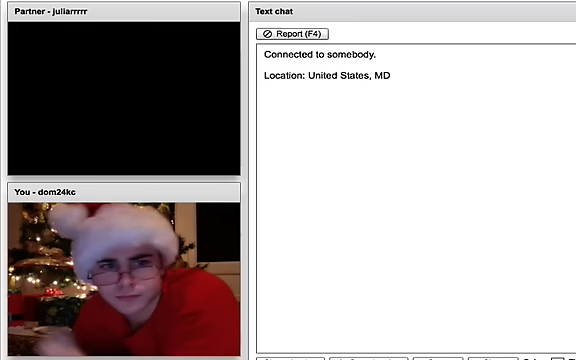 Partner - juliarrrrr
Text chat
Report (F4)
Connected to somebody.
Location: United States, MD
You - dom24kc